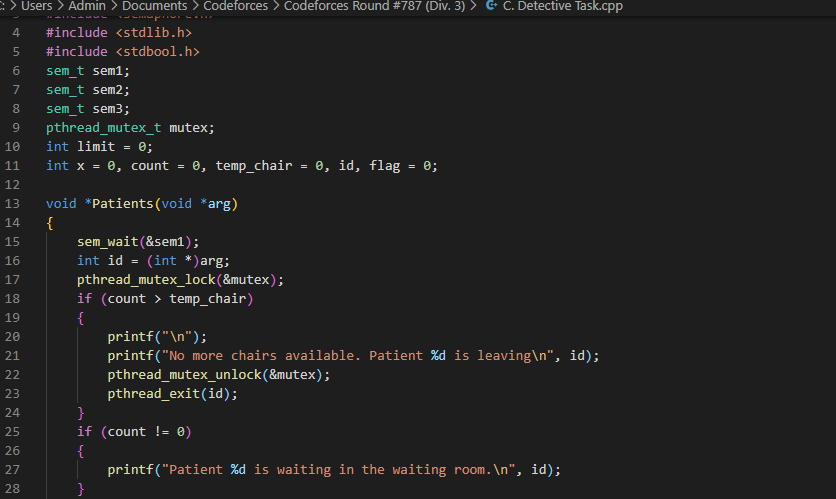 : > Users > Admin > Documents > Codeforces > Codeforces Round #787 (Div. 3) > C. Detective Task.cpp
3 #include <semaphore.h>
4 #include <stdlib.h>
5 #include <stdbool.h>
6 sem_t sem1;
7 sem_t sem2;
8 sem_t sem3;
9 pthread_mutex_t mutex;
10 int limit = 0;
11 int x = 0, count = 0, temp_chair = 0, id, flag = 0;
12
13 void *Patients(void *arg)
14 {
15     sem_wait(&sem1);
16     int id = (int *)arg;
17     pthread_mutex_lock(&mutex);
18     if (count > temp_chair)
19     {
20         printf("\n");
21         printf("No more chairs available. Patient %d is leaving\n", id);
22         pthread_mutex_unlock(&mutex);
23         pthread_exit(id);
24     }
25     if (count != 0)
26     {
27         printf("Patient %d is waiting in the waiting room.\n", id);
28     }